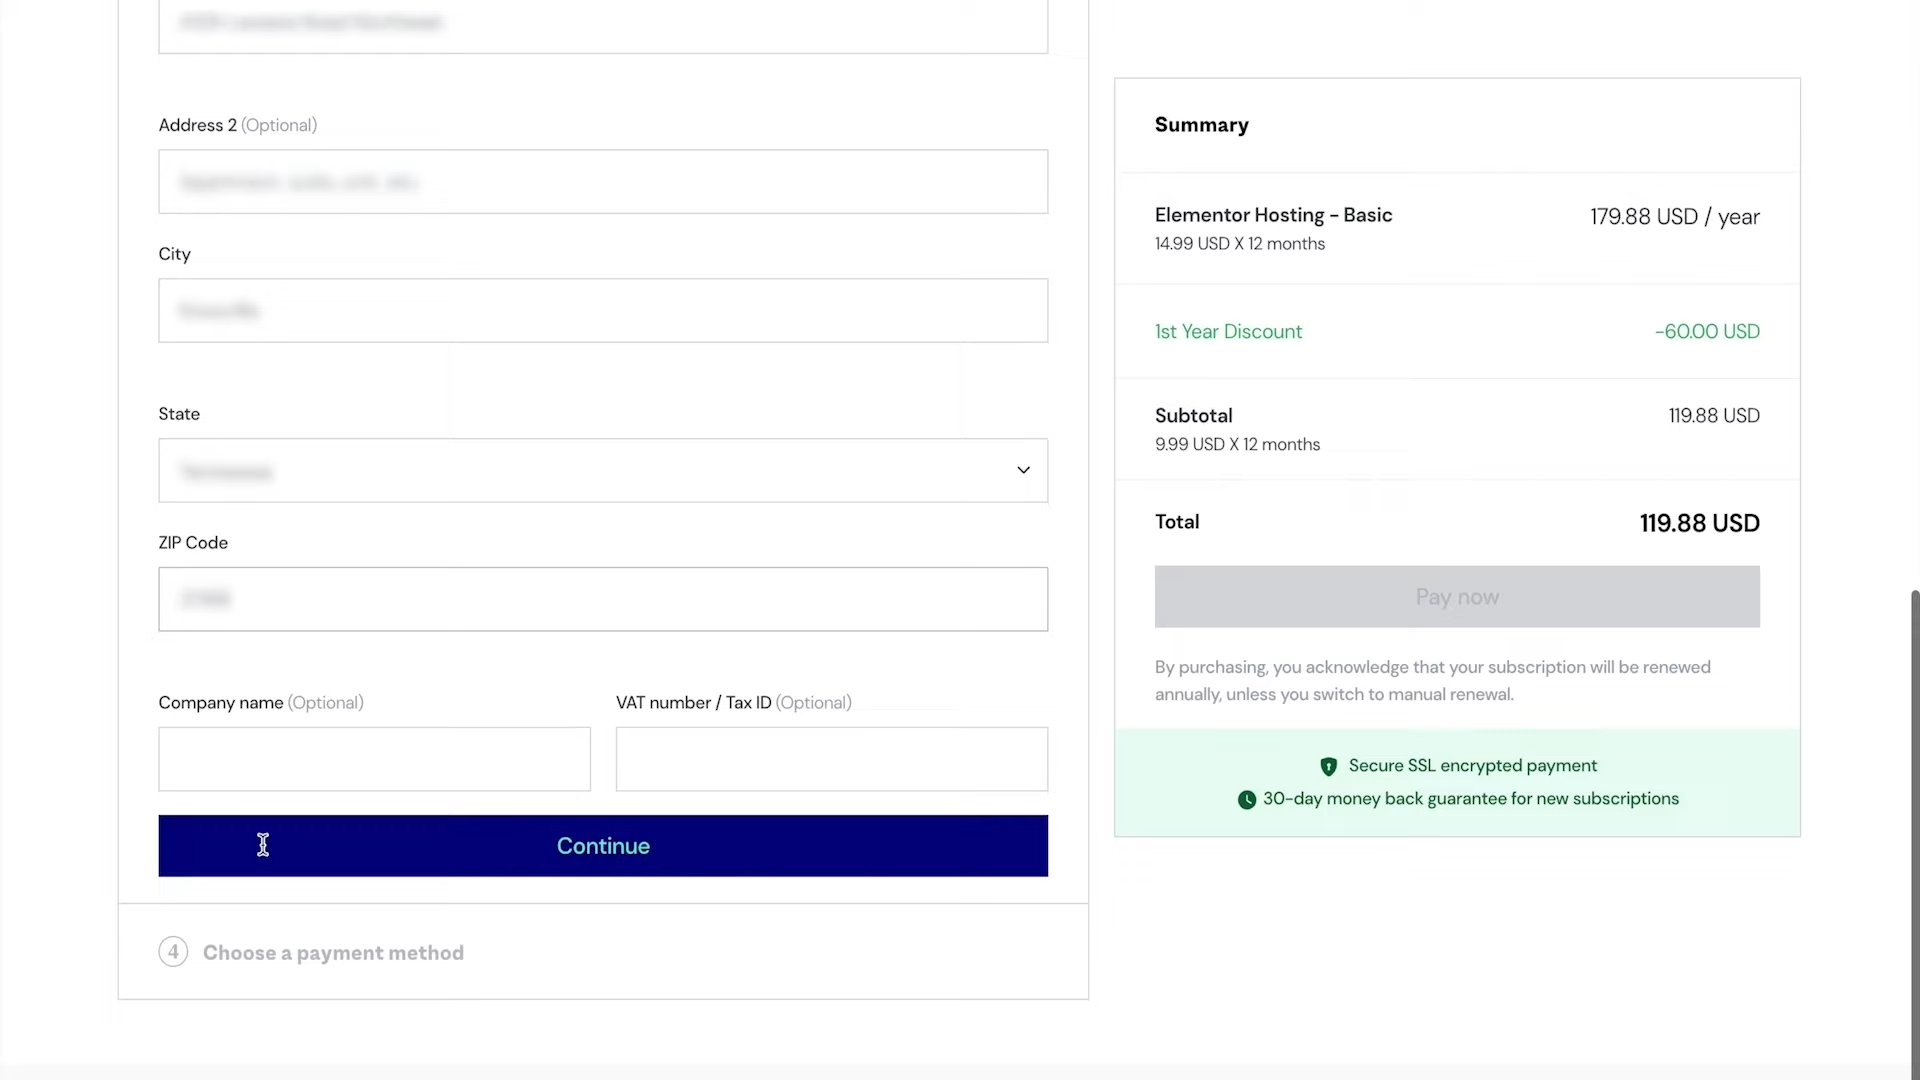 Address 2 (Optional)
City
State
ZIP Code
Company name (Optional)
VAT number / Tax ID (Optional)
Continue
4 Choose a payment method
Summary
Elementor Hosting - Basic 179.88 USD / year
14.99 USD X 12 months
1st Year Discount -60.00 USD
Subtotal 119.88 USD
9.99 USD X 12 months
Total 119.88 USD
Pay now
By purchasing, you acknowledge that your subscription will be renewed
annually, unless you switch to manual renewal.
Secure SSL encrypted payment
30-day money back guarantee for new subscriptions